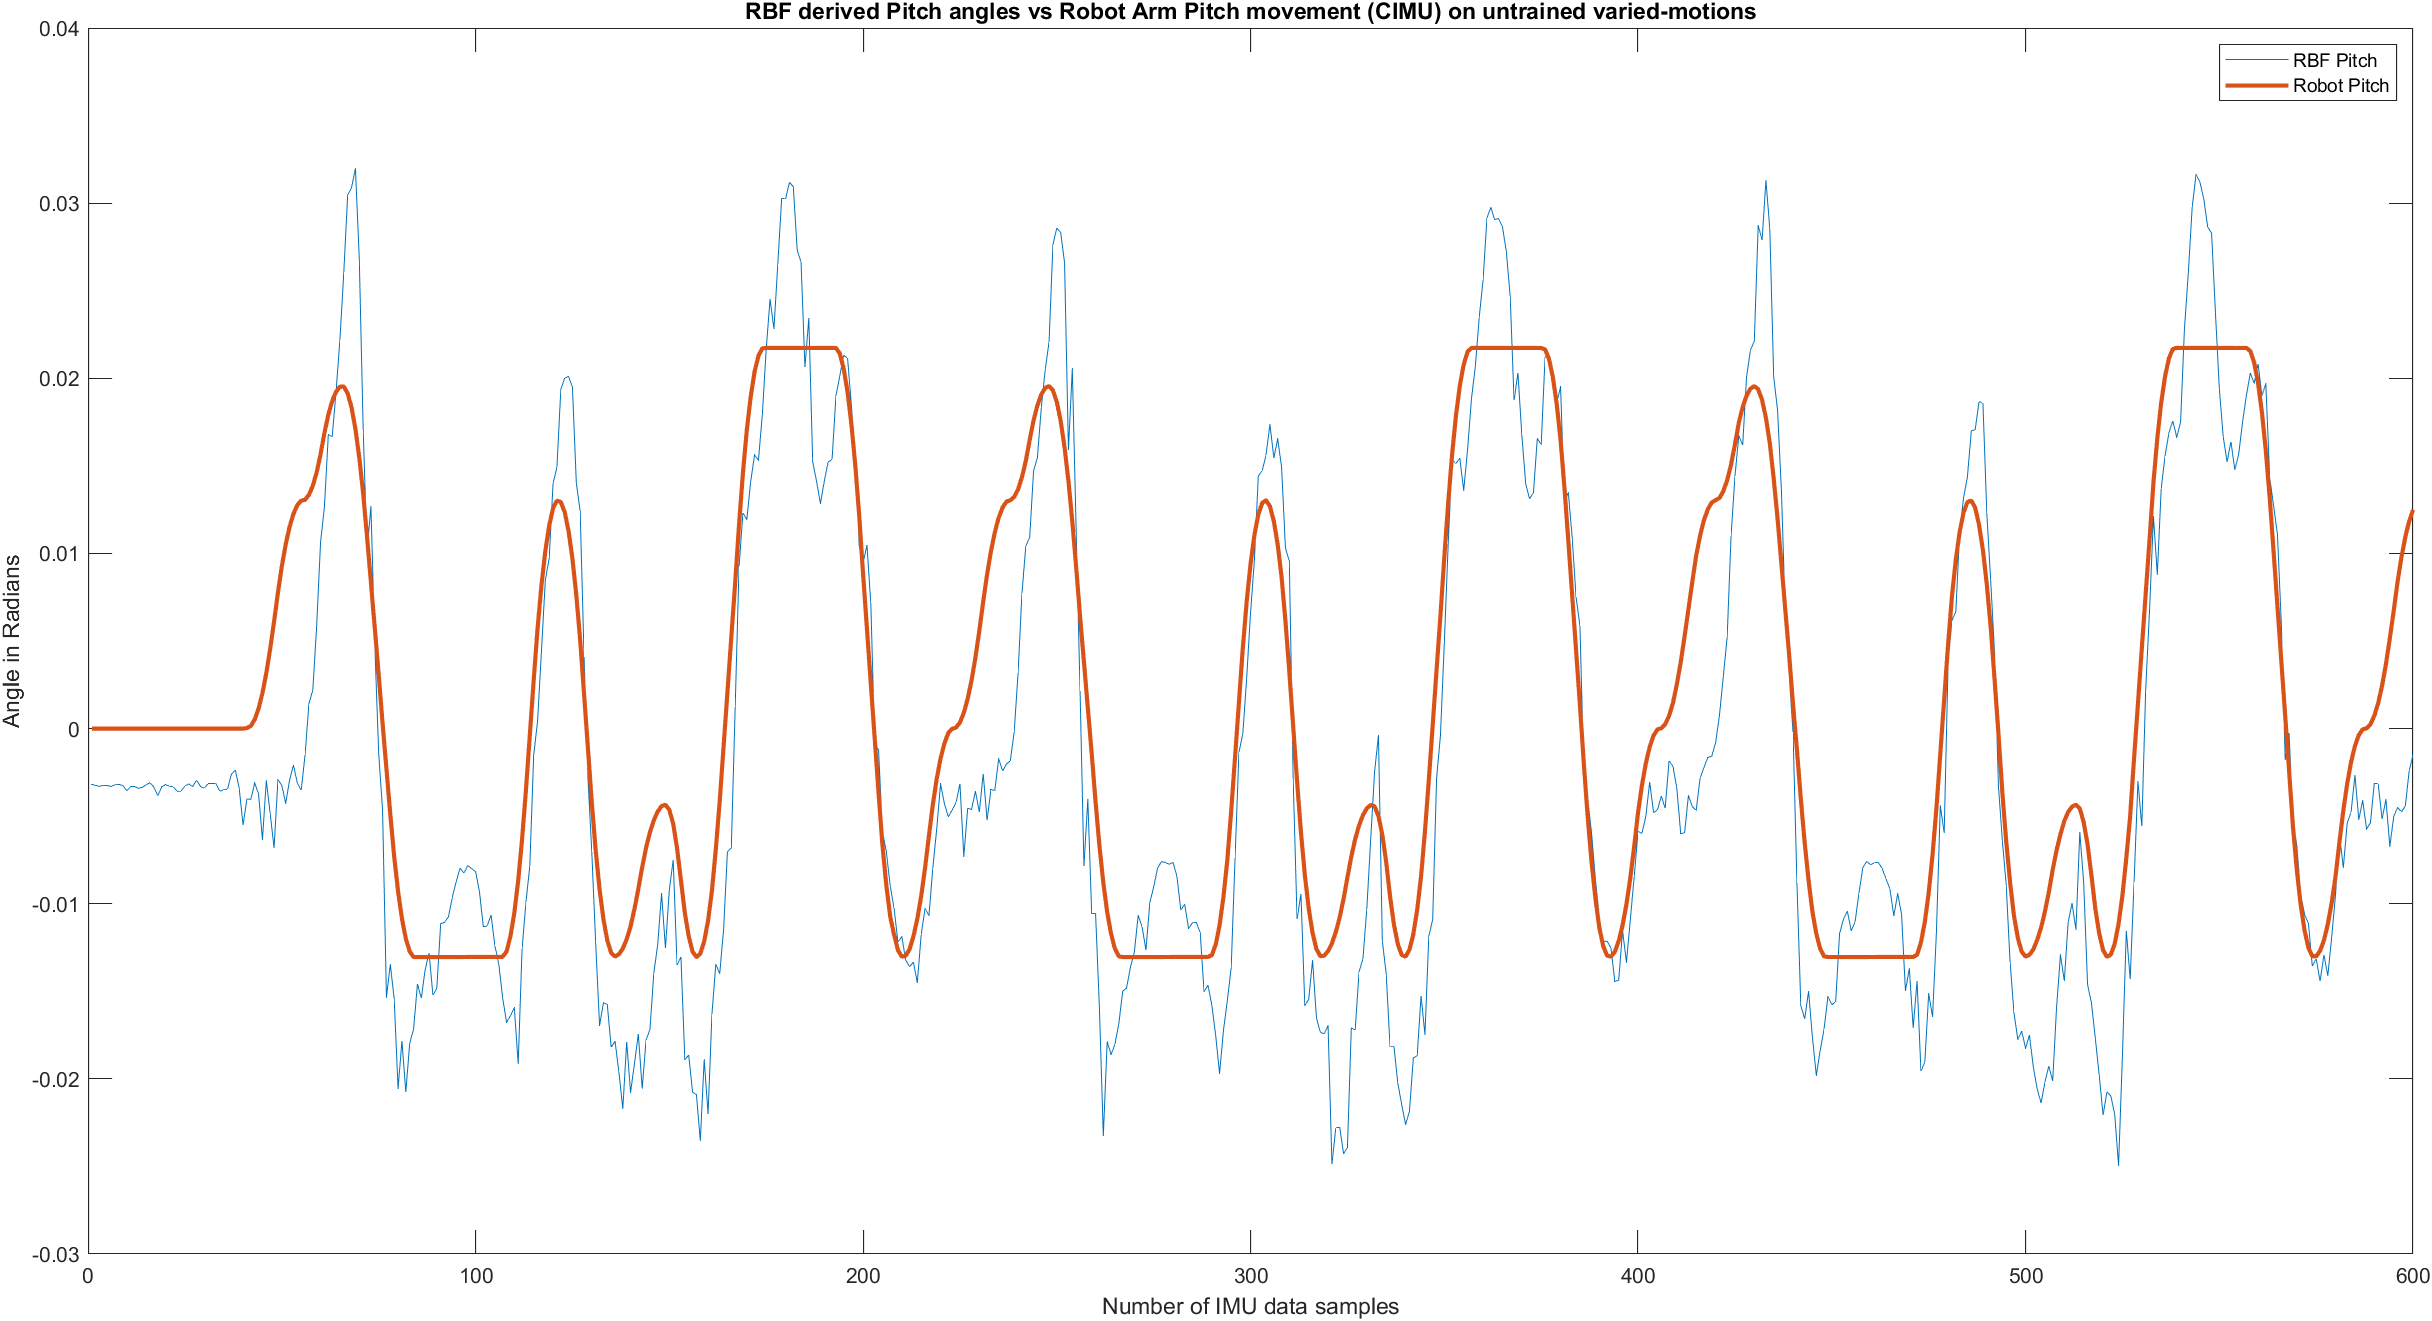 RBF derived Pitch angles vs Robot Arm Pitch movement (CIMU) on untrained varied-motions
RBF Pitch
Robot Pitch
Angle in Radians
0.04
0.03
0.02
0.01
0
-0.01
-0.02
-0.03
0 100 200 300 400 500 600
Number of IMU data samples